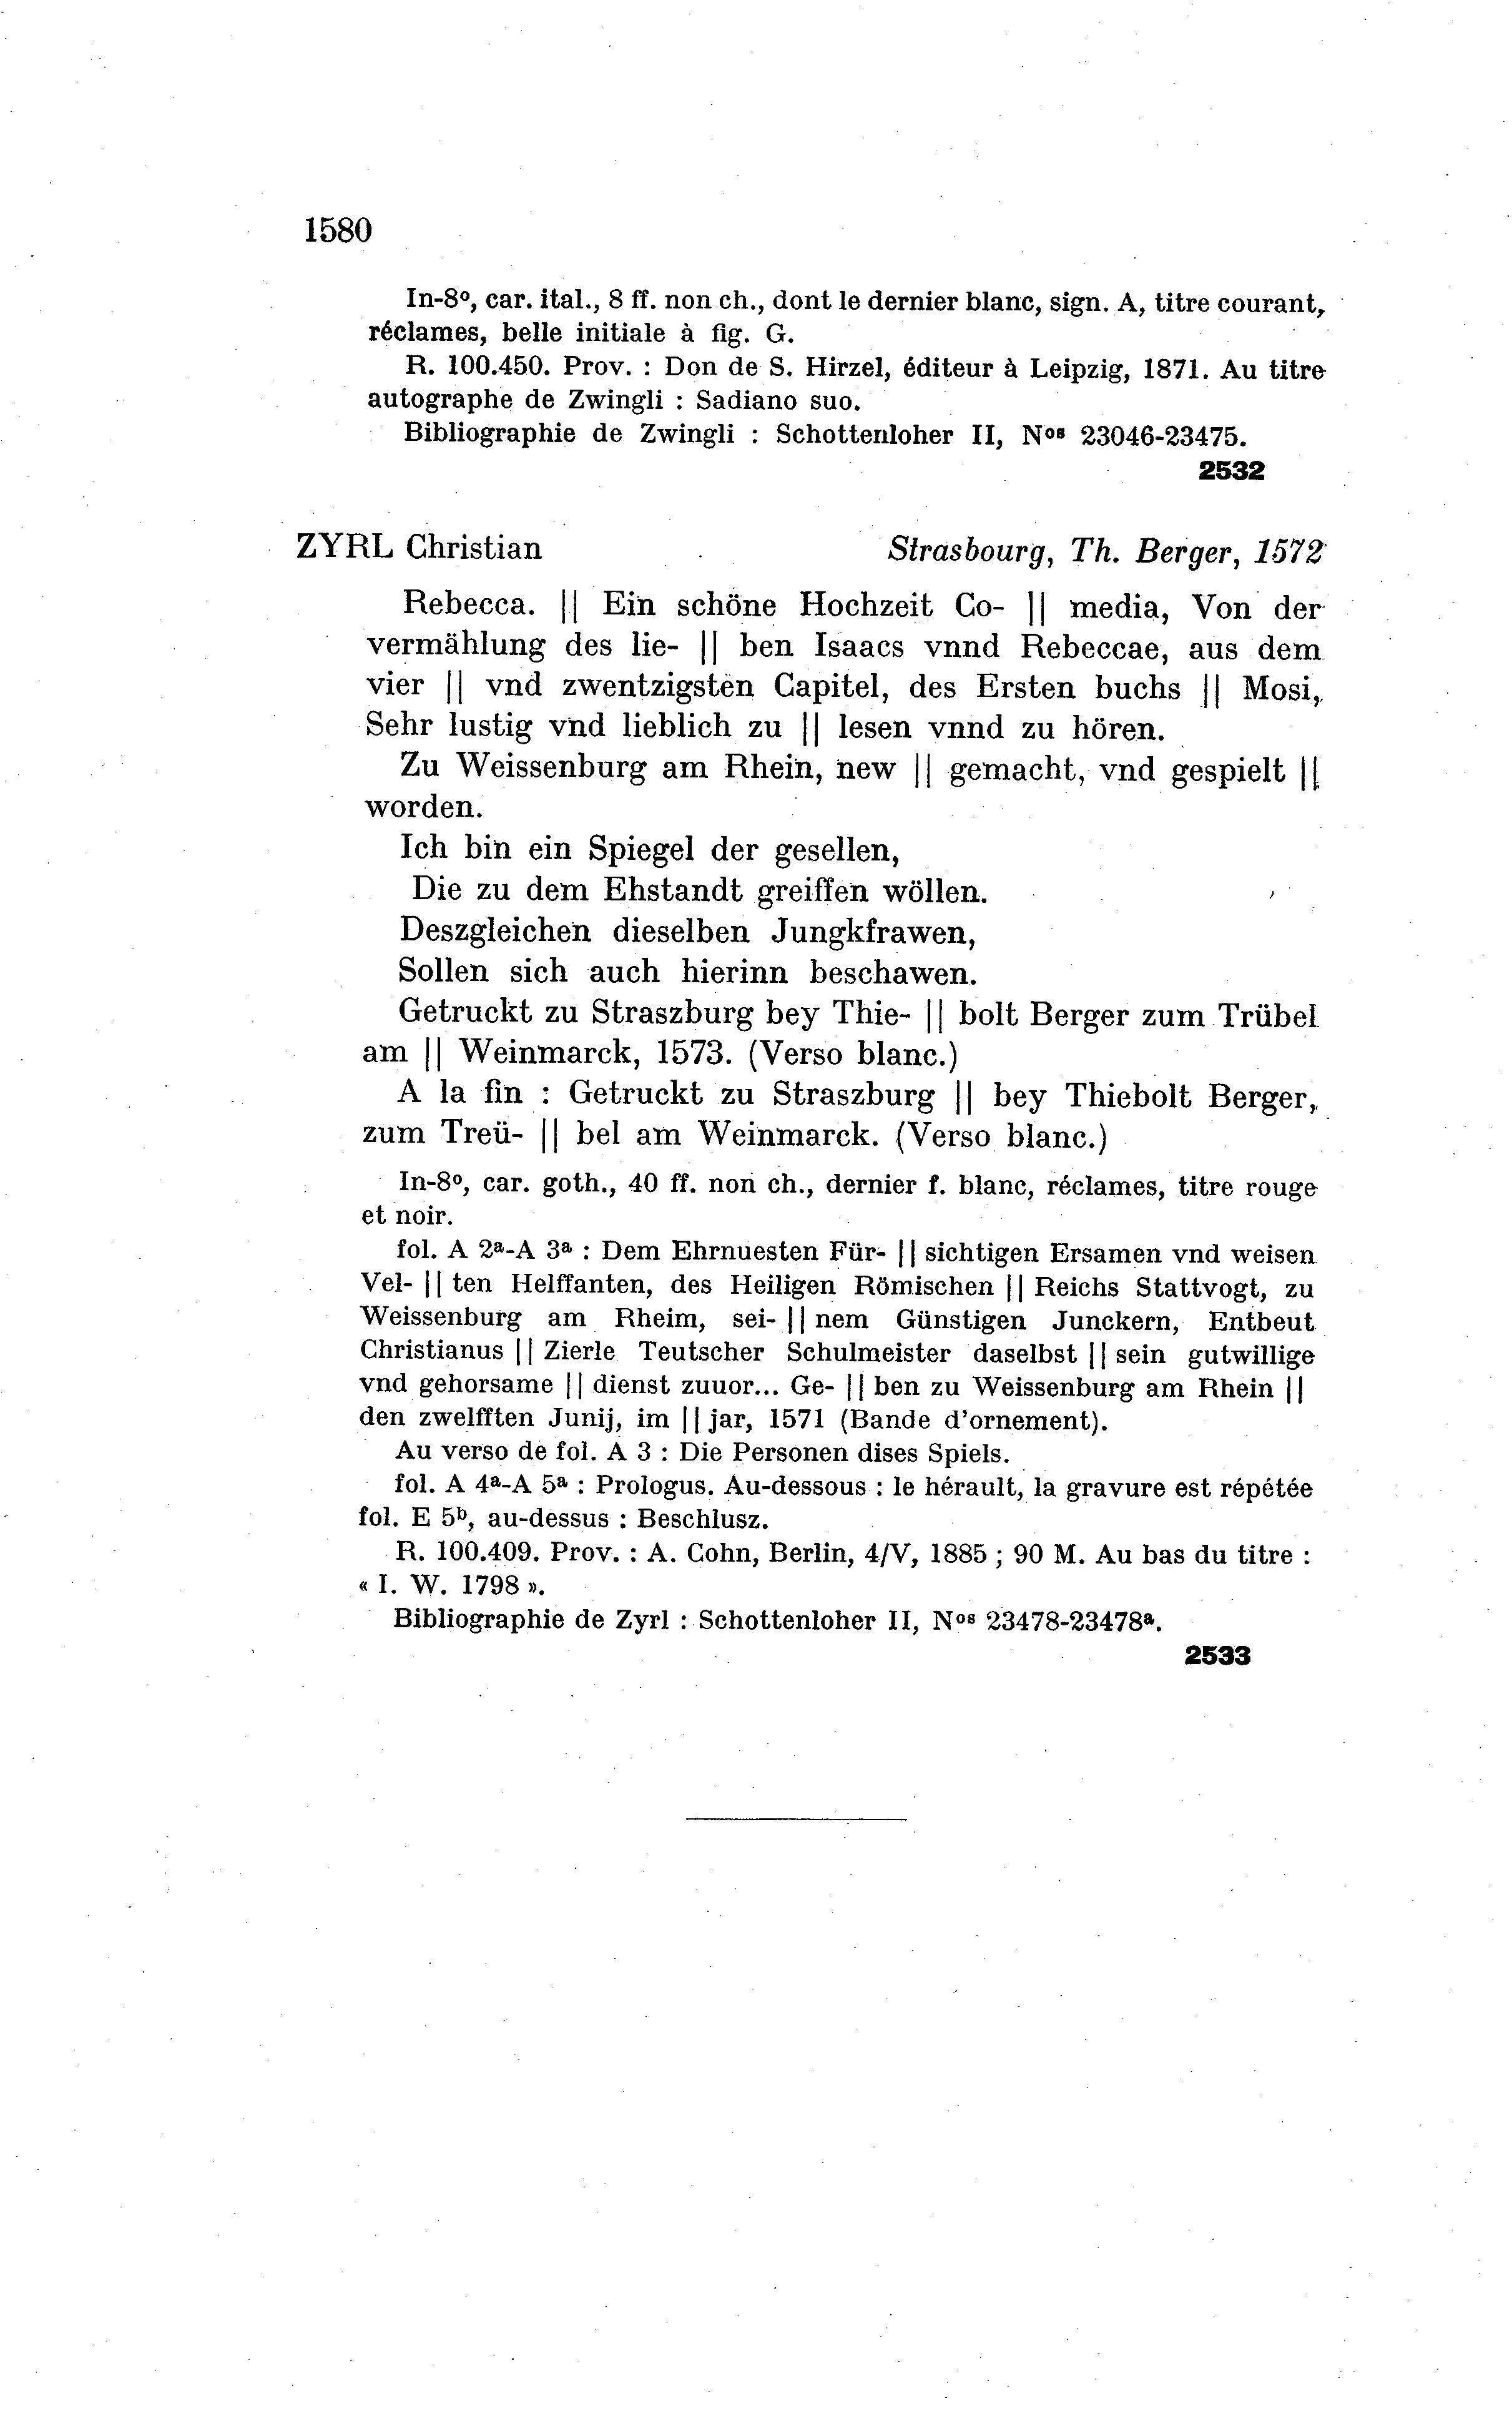 1580
In-8º, car. ital., 8 ff. non ch., dont le dernier blanc, sign. A, titre courant,
réclames, belle initiale à fig. G.
R. 100.450. Prov. : Don de S. Hirzel, éditeur à Leipzig, 1871. Au titre
autographe de Zwingli : Sadiano suo.
Bibliographie de Zwingli : Schottenloher II, Nos 23046-23475.
2532
ZYRL Christian Strasbourg, Th. Berger, 1572
Rebecca. || Ein schöne Hochzeit Co- || media, Von der
vermählung des lie- || ben Isaacs vnnd Rebeccae, aus dem
vier || vnd zwentzigsten Capitel, des Ersten buchs || Mosi,
Sehr lustig vnd lieblich zu || lesen vnnd zu hören.
Zu Weissenburg am Rhein, new || gemacht, vnd gespielt ||
worden.
Ich bin ein Spiegel der gesellen,
Die zu dem Ehstandt greiffen wöllen.
Deszgleichen dieselben Jungkfrawen,
Sollen sich auch hierinn beschawen.
Getruckt zu Straszburg bey Thie- || bolt Berger zum Trübel
am || Weinmarck, 1573. (Verso blanc.)
A la fin : Getruckt zu Straszburg || bey Thiebolt Berger,
zum Treü- || bel am Weinmarck. (Verso blanc.)
In-8º, car. goth., 40 ff. non ch., dernier f. blanc, réclames, titre rouge
et noir.
fol. A 2ª-A 3ª : Dem Ehrnuesten Für- || sichtigen Ersamen vnd weisen
Vel- || ten Helffanten, des Heiligen Römischen || Reichs Stattvogt, zu
Weissenburg am Rheim, sei- || nem Günstigen Junckern, Entbeut
Christianus || Zierle Teutscher Schulmeister daselbst || sein gutwillige
vnd gehorsame || dienst zuuor... Ge- || ben zu Weissenburg am Rhein ||
den zwelfften Junij, im || jar, 1571 (Bande d'ornement).
Au verso de fol. A 3 : Die Personen dises Spiels.
fol. A 4ª-A 5ª : Prologus. Au-dessous : le hérault, la gravure est répétée
fol. E 5ᵇ, au-dessus : Beschlusz.
R. 100.409. Prov. : A. Cohn, Berlin, 4/V, 1885 ; 90 M. Au bas du titre :
« I. W. 1798 ».
Bibliographie de Zyrl : Schottenloher II, Nos 23478-23478ª.
2533